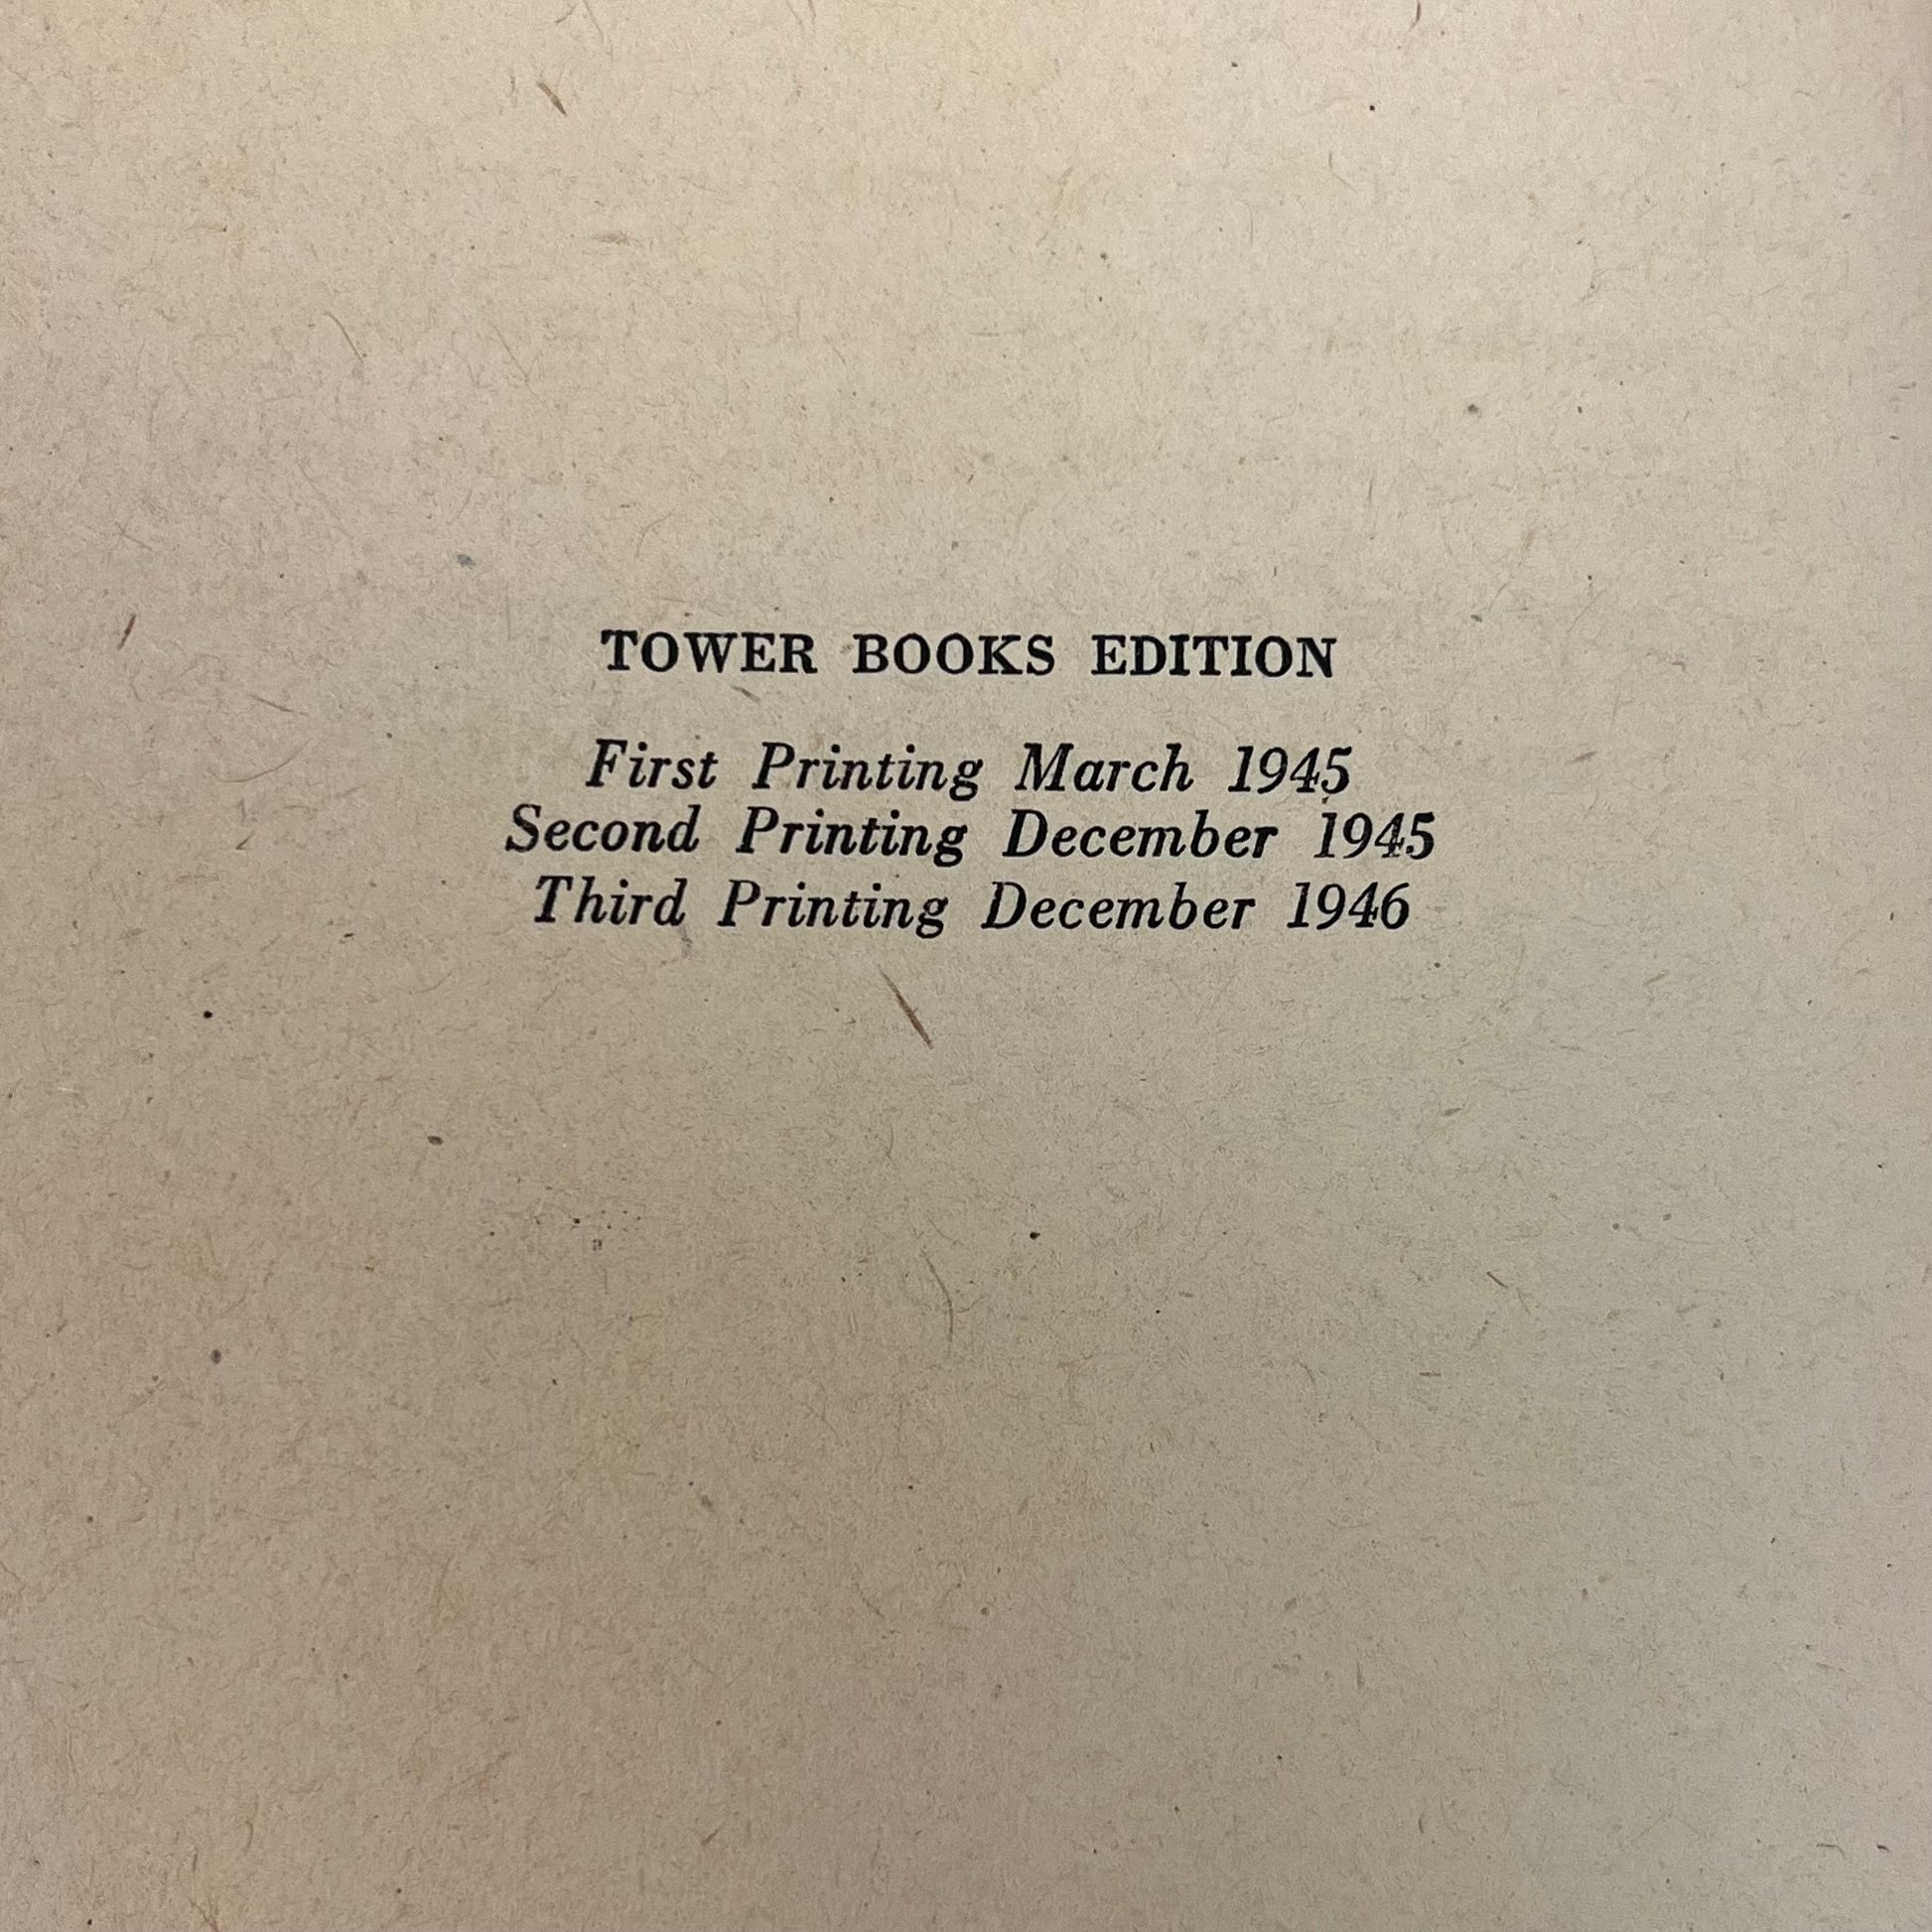 TOWER BOOKS EDITION
First Printing March 1945
Second Printing December 1945
Third Printing December 1946